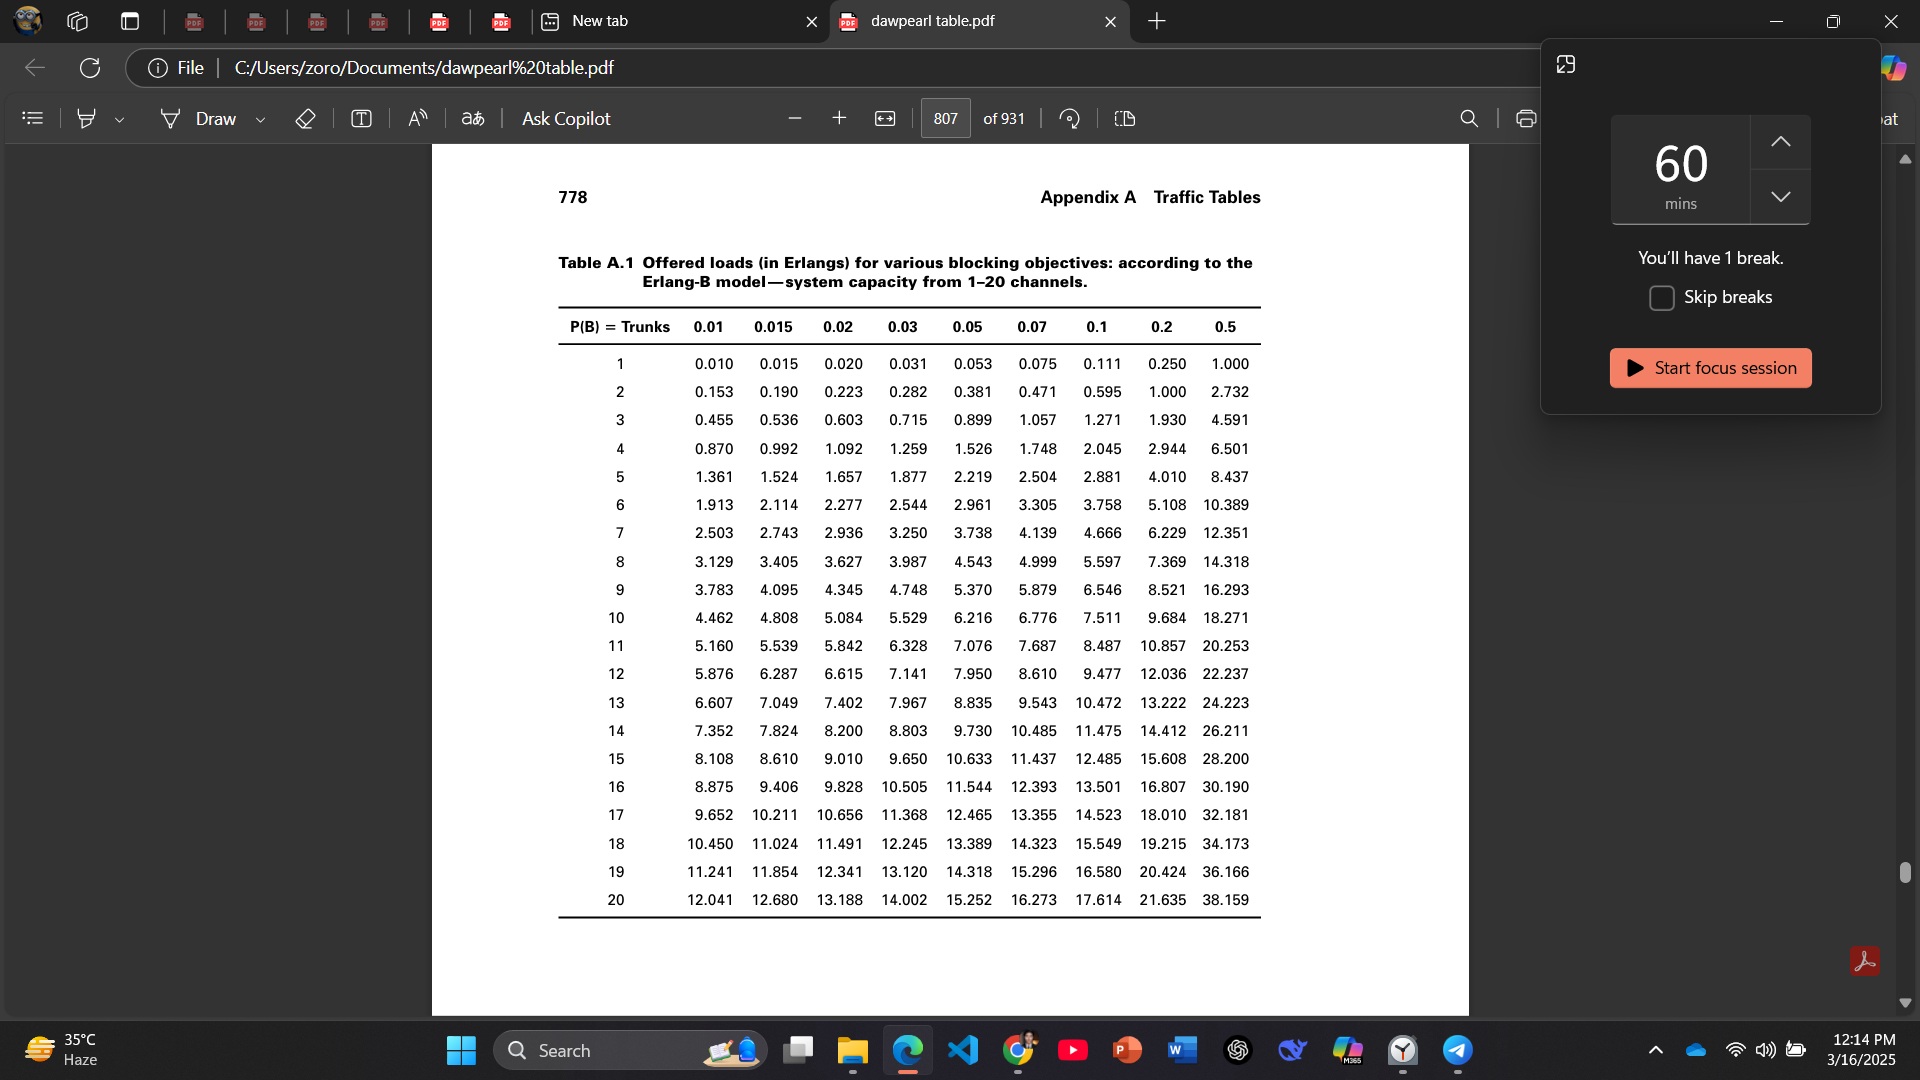 New tab
dawpearl table.pdf
File
C:/Users/zoro/Documents/dawpearl%20table.pdf
Draw
Ask Copilot
807 of 931
at
60
mins
You'll have 1 break.
Skip breaks
Start focus session
778 Appendix A Traffic Tables
Table A.1 Offered loads (in Erlangs) for various blocking objectives: according to the
Erlang-B model—system capacity from 1–20 channels.
P(B) = Trunks 0.01 0.015 0.02 0.03 0.05 0.07 0.1 0.2 0.5
1 0.010 0.015 0.020 0.031 0.053 0.075 0.111 0.250 1.000
2 0.153 0.190 0.223 0.282 0.381 0.471 0.595 1.000 2.732
3 0.455 0.536 0.603 0.715 0.899 1.057 1.271 1.930 4.591
4 0.870 0.992 1.092 1.259 1.526 1.748 2.045 2.944 6.501
5 1.361 1.524 1.657 1.877 2.219 2.504 2.881 4.010 8.437
6 1.913 2.114 2.277 2.544 2.961 3.305 3.758 5.108 10.389
7 2.503 2.743 2.936 3.250 3.738 4.139 4.666 6.229 12.351
8 3.129 3.405 3.627 3.987 4.543 4.999 5.597 7.369 14.318
9 3.783 4.095 4.345 4.748 5.370 5.879 6.546 8.521 16.293
10 4.462 4.808 5.084 5.529 6.216 6.776 7.511 9.684 18.271
11 5.160 5.539 5.842 6.328 7.076 7.687 8.487 10.857 20.253
12 5.876 6.287 6.615 7.141 7.950 8.610 9.477 12.036 22.237
13 6.607 7.049 7.402 7.967 8.835 9.543 10.472 13.222 24.223
14 7.352 7.824 8.200 8.803 9.730 10.485 11.475 14.412 26.211
15 8.108 8.610 9.010 9.650 10.633 11.437 12.485 15.608 28.200
16 8.875 9.406 9.828 10.505 11.544 12.393 13.501 16.807 30.190
17 9.652 10.211 10.656 11.368 12.465 13.355 14.523 18.010 32.181
18 10.450 11.024 11.491 12.245 13.389 14.323 15.549 19.215 34.173
19 11.241 11.854 12.341 13.120 14.318 15.296 16.580 20.424 36.166
20 12.041 12.680 13.188 14.002 15.252 16.273 17.614 21.635 38.159
35°C
Haze
Search
M365
12:14 PM
3/16/2025